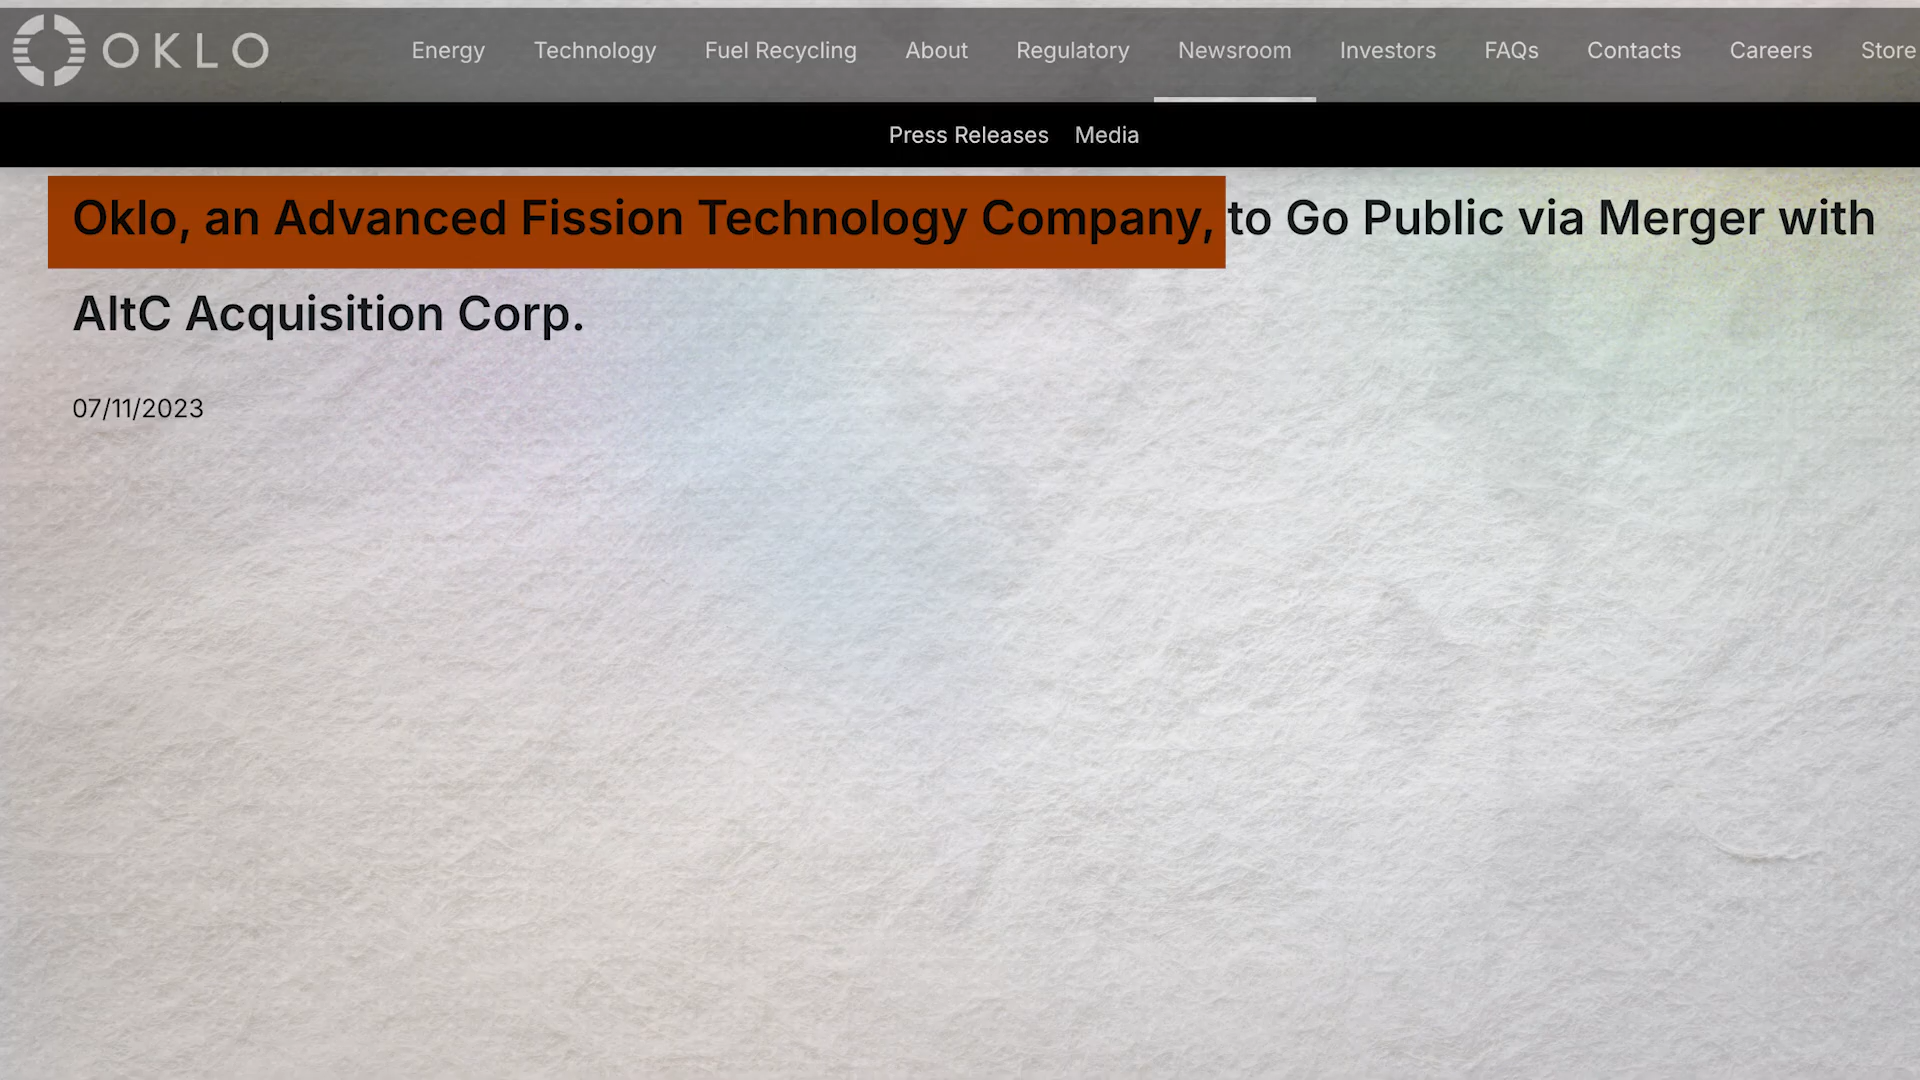 OKLO
Energy Technology Fuel Recycling About Regulatory Newsroom Investors FAQs Contacts Careers Store
Press Releases Media
Oklo, an Advanced Fission Technology Company, to Go Public via Merger with
AltC Acquisition Corp.
07/11/2023